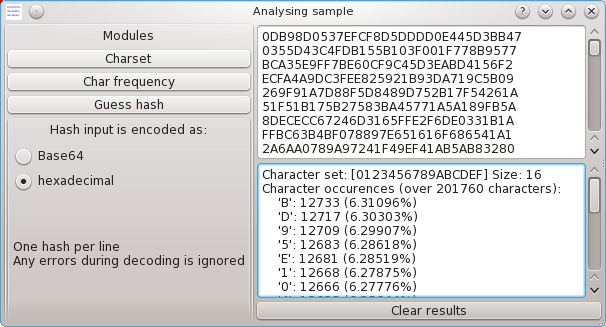 Analysing sample
Modules
Charset
Char frequency
Guess hash
Hash input is encoded as:
Base64
hexadecimal
One hash per line
Any errors during decoding is ignored
0DB98D0537EFCF8D5DDDD0E445D3BB47
0355D43C4FDB155B103F001F778B9577
BCA35E9FF7BE60CF9C45D3EABD4156F2
ECFA4A9DC3FEE825921B93DA719C5B09
269F91A7D88F5D8489D752B17F54261A
51F51B175B27583BA45771A5A189FB5A
8DECECC67246D3165FFE2F6DE0331B1A
FFBC63B4BF078897E651616F686541A1
2A6AA0789A97241F49EF41AB5AB83280
Character set: [0123456789ABCDEF] Size: 16
Character occurences (over 201760 characters):
'B': 12733 (6.31096%)
'D': 12717 (6.30303%)
'9': 12709 (6.29907%)
'5': 12683 (6.28618%)
'E': 12681 (6.28519%)
'1': 12668 (6.27875%)
'0': 12666 (6.27776%)
Clear results